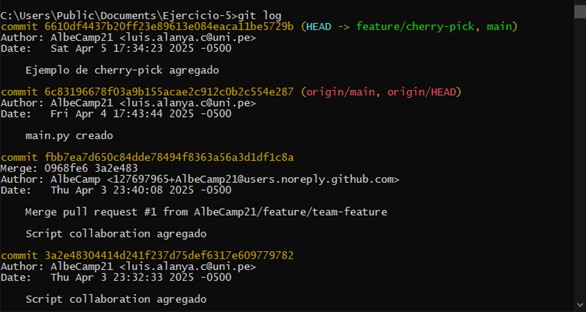 C:\Users\Public\Documents\Ejercicio-5>git log
commit 6610df4437b20ff23e89613e084eaca11be5729b (HEAD -> feature/cherry-pick, main)
Author: AlbeCamp21 <luis.alanya.c@uni.pe>
Date:   Sat Apr 5 17:34:23 2025 -0500
Ejemplo de cherry-pick agregado
commit 6c83196678f03a9b155acae2c912c0b2c554e287 (origin/main, origin/HEAD)
Author: AlbeCamp21 <luis.alanya.c@uni.pe>
Date:   Fri Apr 4 17:43:44 2025 -0500
main.py creado
commit fbb7ea7d650c84dde78494f8363a56a3d1df1c8a
Merge: 0968fe6 3a2e483
Author: AlbeCamp <127697965+AlbeCamp21@users.noreply.github.com>
Date:   Thu Apr 3 23:40:08 2025 -0500
Merge pull request #1 from AlbeCamp21/feature/team-feature
Script collaboration agregado
commit 3a2e48304414d241f237d75def6317e609779782
Author: AlbeCamp21 <luis.alanya.c@uni.pe>
Date:   Thu Apr 3 23:32:33 2025 -0500
Script collaboration agregado